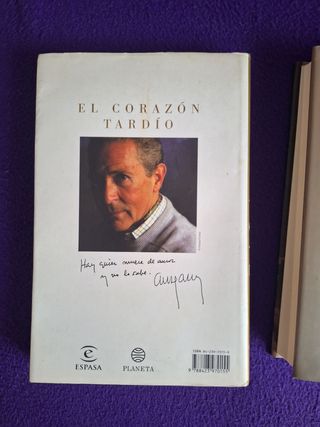 EL CORAZÓN
TARDÍO
Hay quien muere de amor
y no lo sabe.
ESPASA
PLANETA